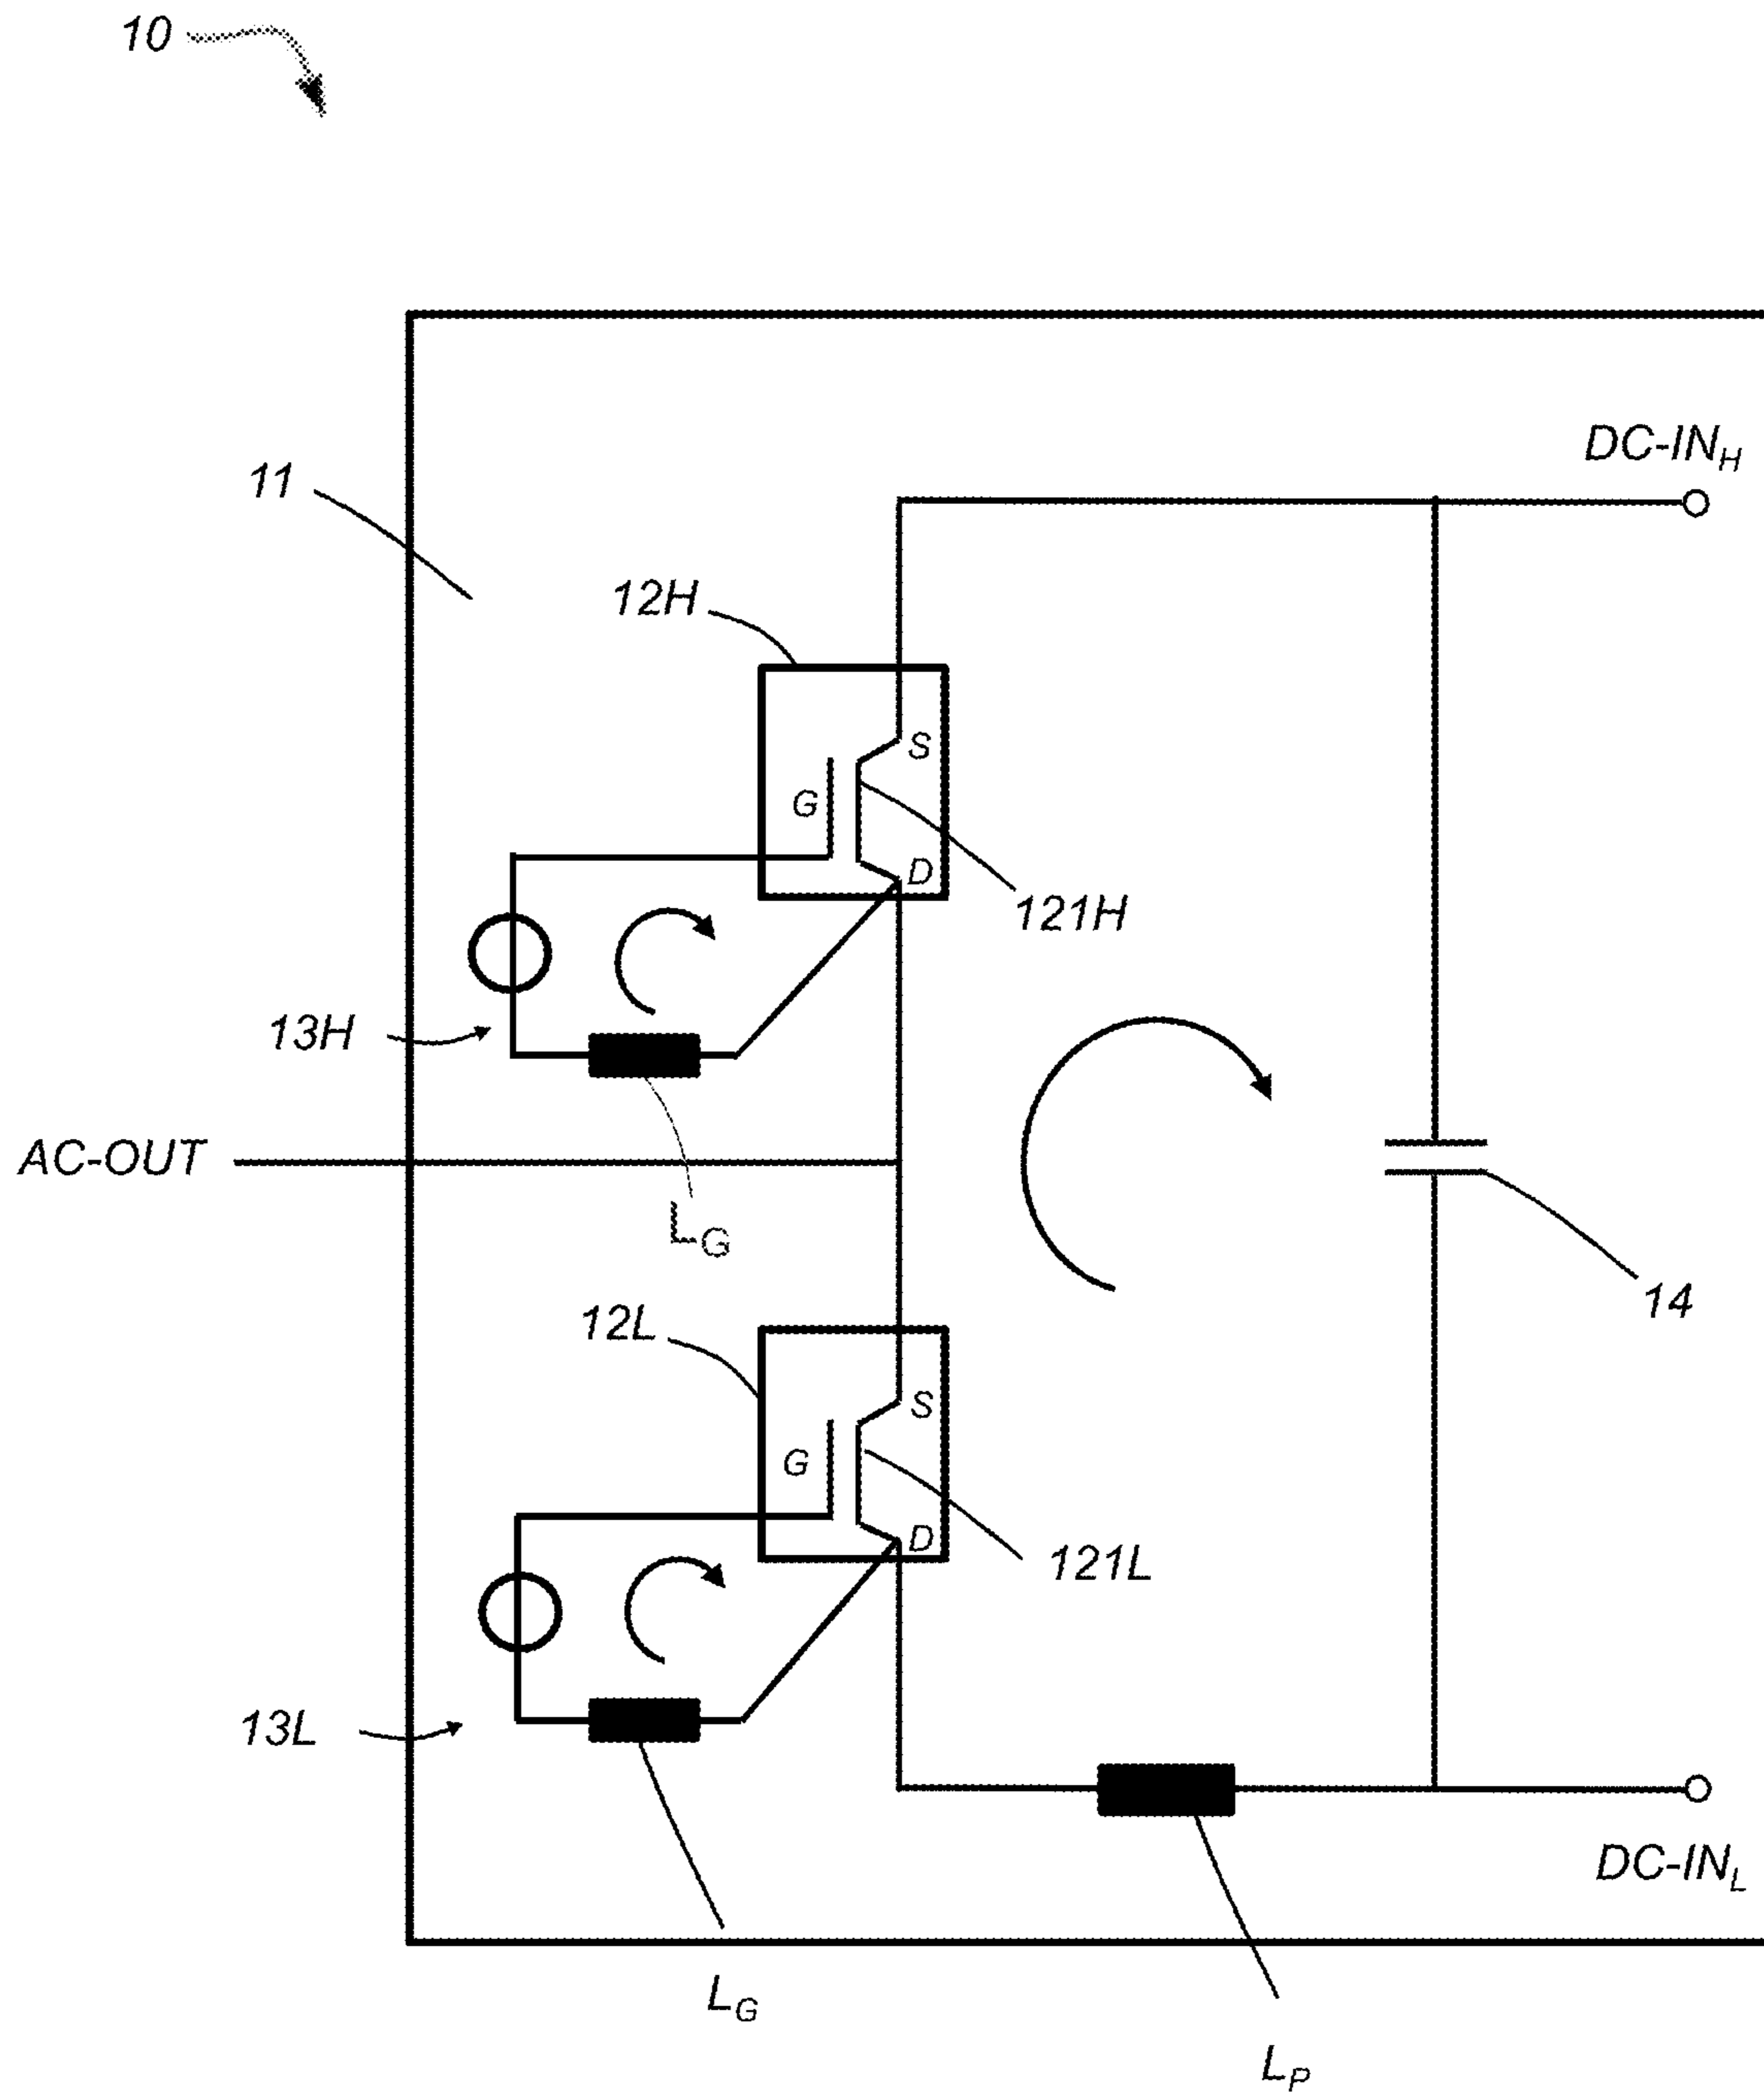 10
DC-IN_H
11
12H
S
G
D
121H
13H
AC-OUT
L_G
14
12L
S
G
D
121L
13L
DC-IN_L
L_G
L_P